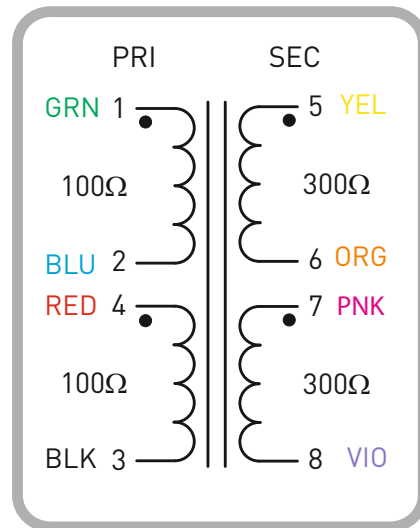 PRI SEC
GRN 1 5 YEL
100Ω 300Ω
BLU 2 6 ORG
RED 4 7 PNK
100Ω 300Ω
BLK 3 8 VIO